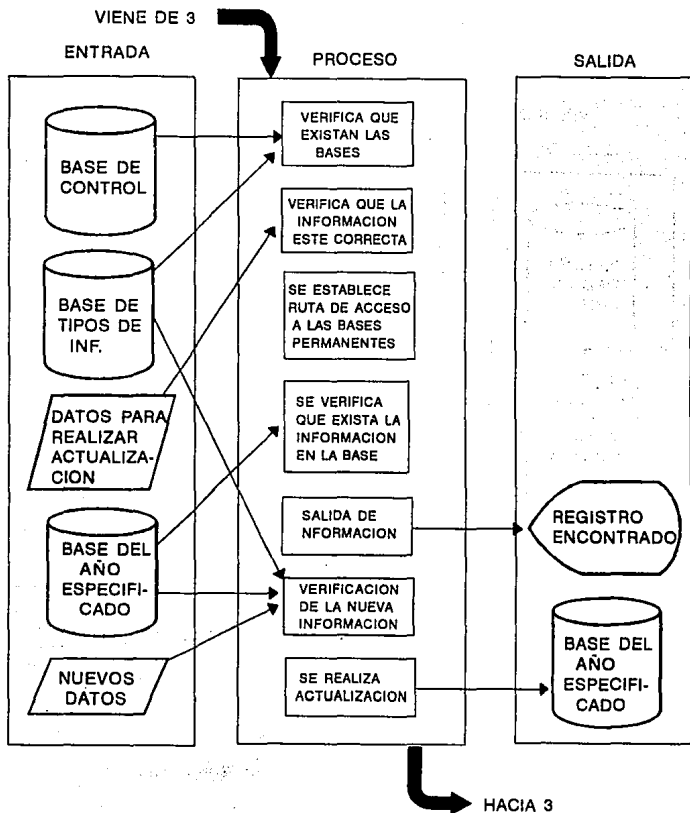 VIENE DE 3
ENTRADA
PROCESO
SALIDA
BASE DE
CONTROL
BASE DE
TIPOS DE
INF.
DATOS PARA
REALIZAR
ACTUALIZA-
CION
BASE DEL
AÑO
ESPECIFI-
CADO
NUEVOS
DATOS
VERIFICA QUE
EXISTAN LAS
BASES
VERIFICA QUE LA
INFORMACION
ESTE CORRECTA
SE ESTABLECE
RUTA DE ACCESO
A LAS BASES
PERMANENTES
SE VERIFICA
QUE EXISTA LA
INFORMACION
EN LA BASE
SALIDA DE
NFORMACION
VERIFICACION
DE LA NUEVA
INFORMACION
SE REALIZA
ACTUALIZACION
REGISTRO
ENCONTRADO
BASE DEL
AÑO
ESPECIFI-
CADO
HACIA 3